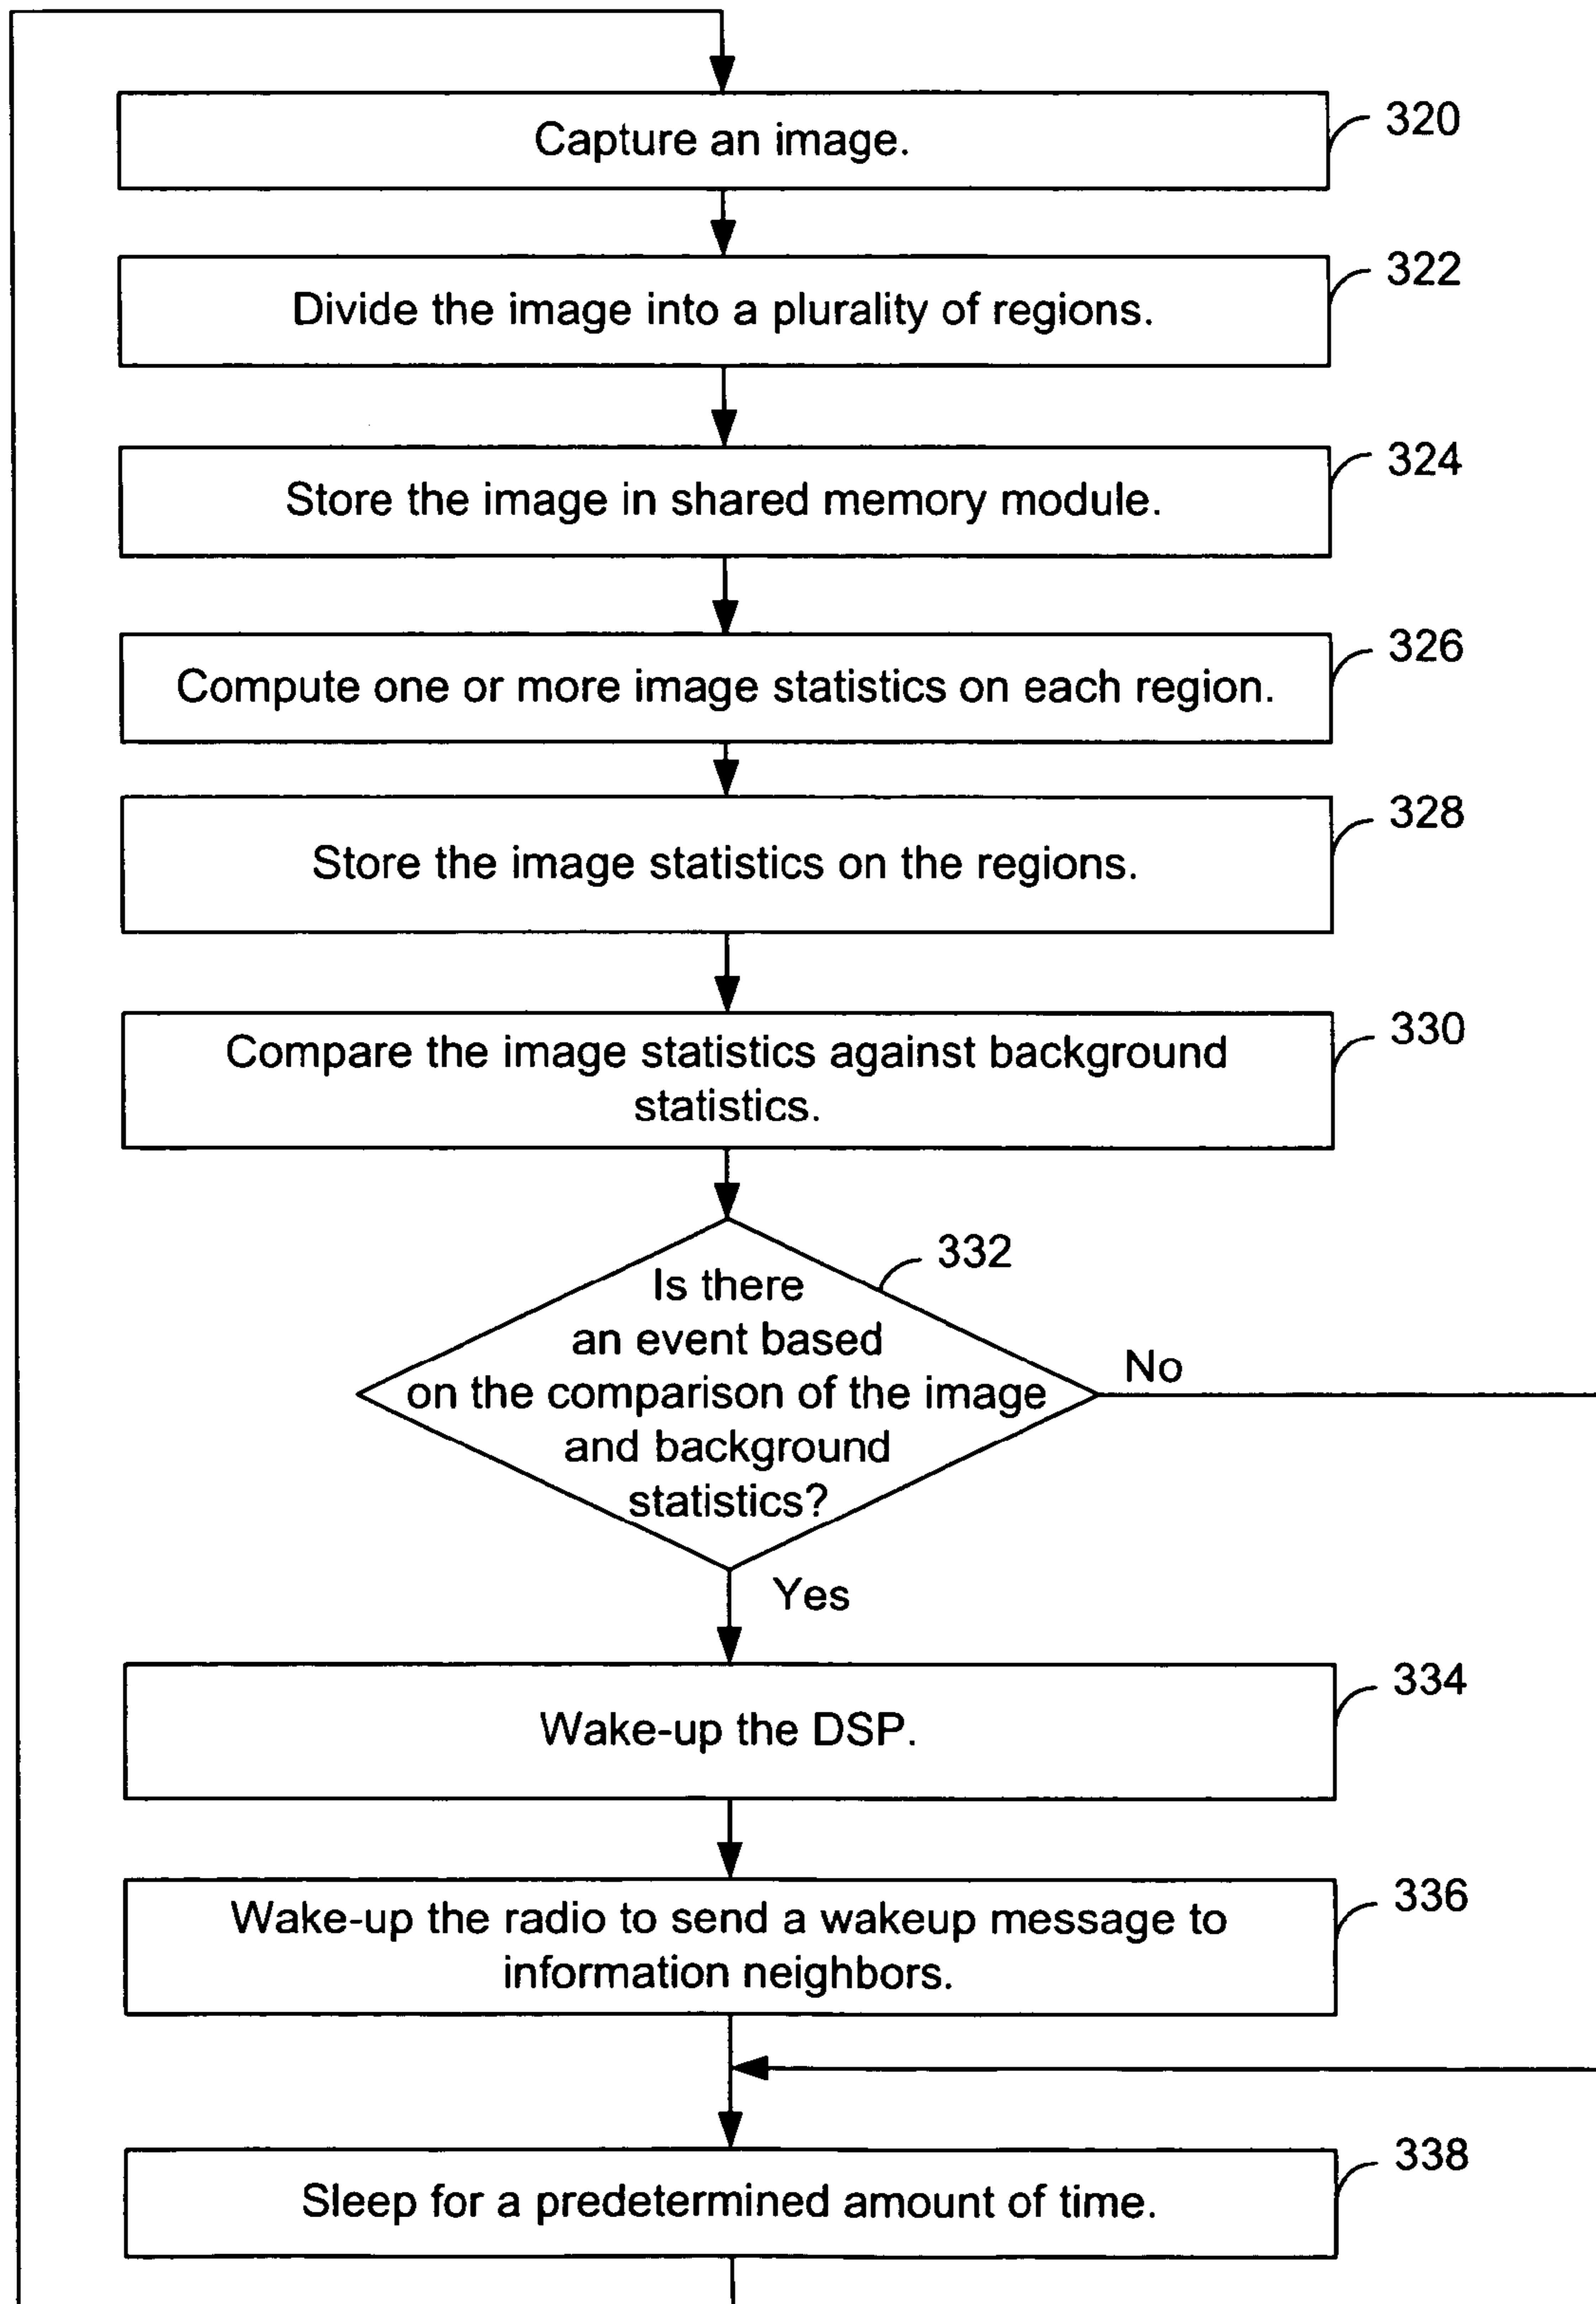 Capture an image.
320
Divide the image into a plurality of regions.
322
Store the image in shared memory module.
324
Compute one or more image statistics on each region.
326
Store the image statistics on the regions.
328
Compare the image statistics against background
statistics.
330
332
Is there
an event based
on the comparison of the image
and background
statistics?
No
Yes
Wake-up the DSP.
334
Wake-up the radio to send a wakeup message to
information neighbors.
336
Sleep for a predetermined amount of time.
338